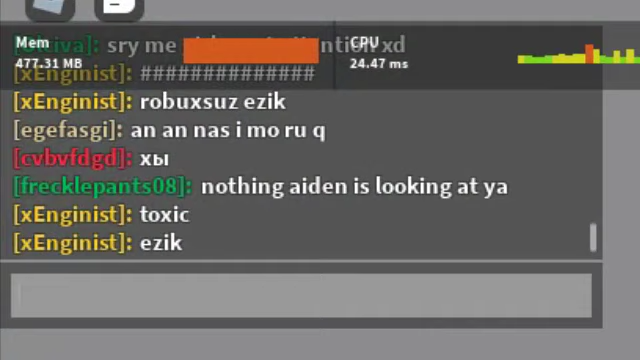 Mem
477.31 MB
CPU
24.47 ms
sry me xd
[xEnginist]: ##############
[xEnginist]: robuxsuz ezik
[egefasgi]: an an nas i mo ru q
[cvbvfdgd]: хы
[frecklepants08]: nothing aiden is looking at ya
[xEnginist]: toxic
[xEnginist]: ezik